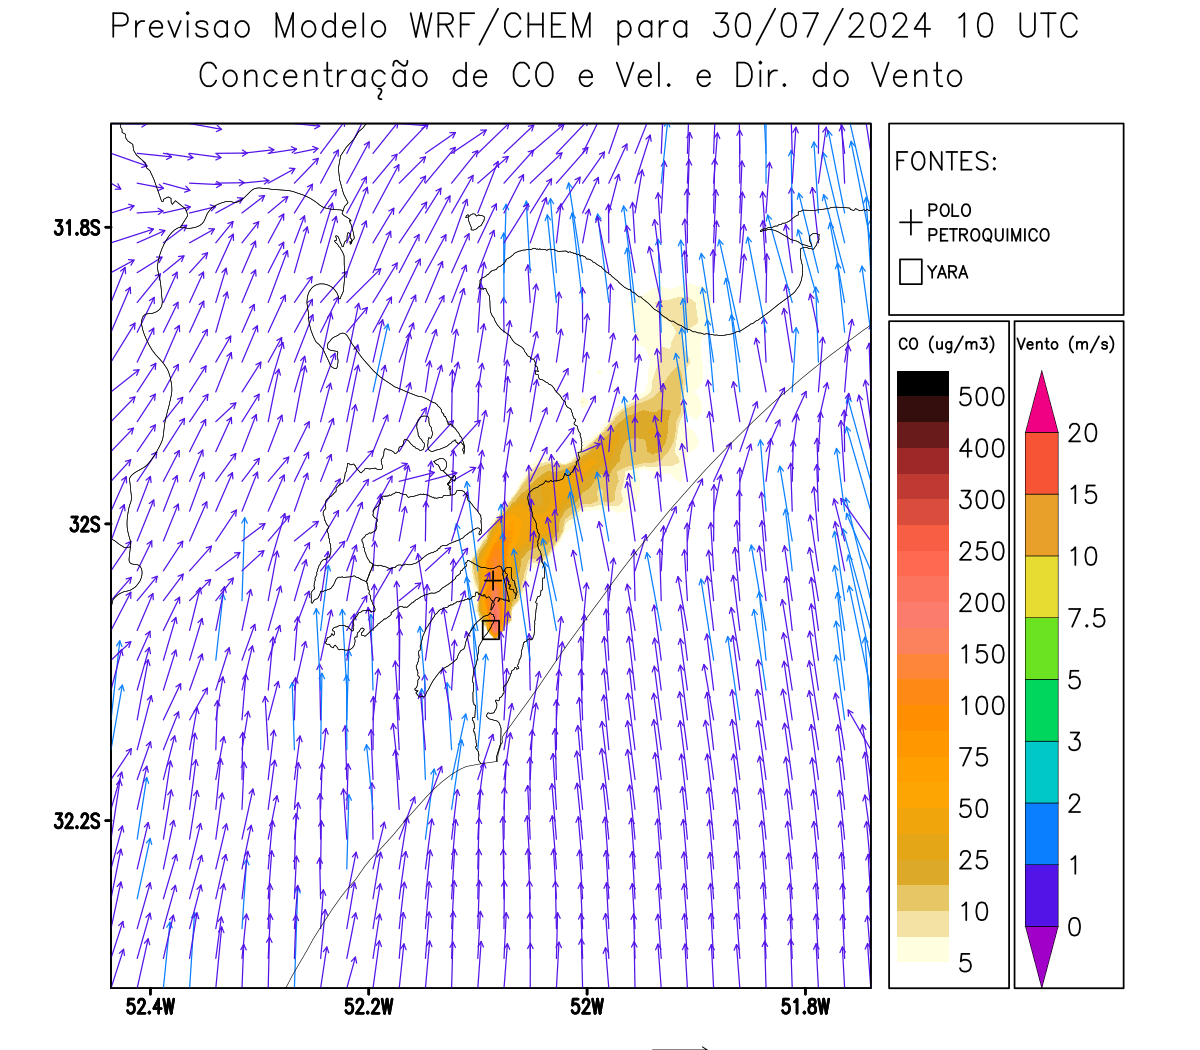 Previsao Modelo WRF/CHEM para 30/07/2024 10 UTC
Concentração de CO e Vel. e Dir. do Vento
FONTES:
POLO
PETROQUIMICO
YARA
CO (ug/m3)
500
400
300
250
200
150
100
75
50
25
10
5
Vento (m/s)
20
15
10
7.5
5
3
2
1
0
31.8S
32S
32.2S
52.4W
52.2W
52W
51.8W